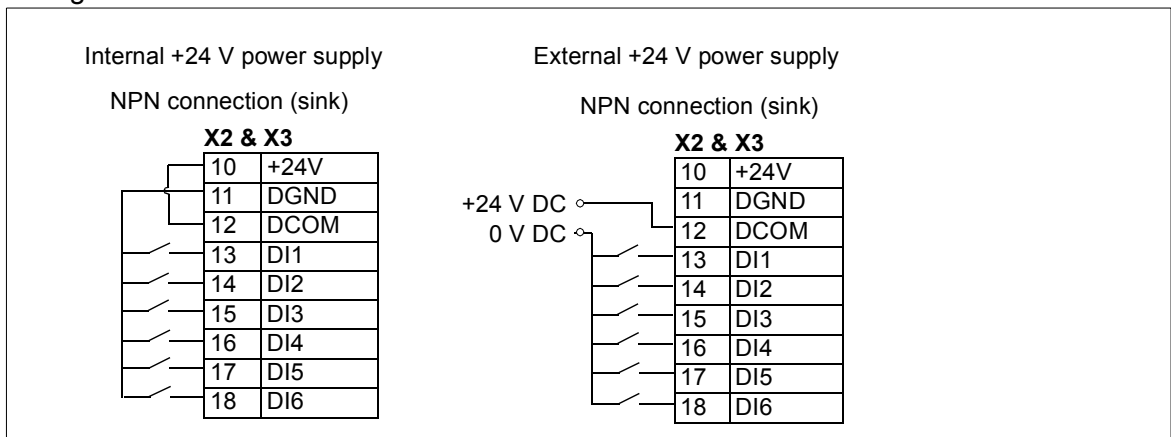 Internal +24 V power supply
NPN connection (sink)
X2 & X3
10 +24V
11 DGND
12 DCOM
13 DI1
14 DI2
15 DI3
16 DI4
17 DI5
18 DI6
External +24 V power supply
NPN connection (sink)
X2 & X3
10 +24V
11 DGND
12 DCOM
13 DI1
14 DI2
15 DI3
16 DI4
17 DI5
18 DI6
+24 V DC
0 V DC